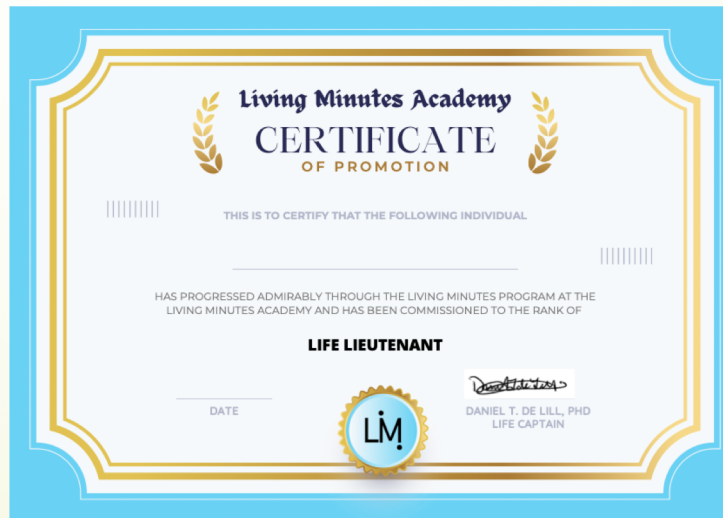 Living Minutes Academy
CERTIFICATE
OF PROMOTION
THIS IS TO CERTIFY THAT THE FOLLOWING INDIVIDUAL
HAS PROGRESSED ADMIRABLY THROUGH THE LIVING MINUTES PROGRAM AT THE
LIVING MINUTES ACADEMY AND HAS BEEN COMMISSIONED TO THE RANK OF
LIFE LIEUTENANT
DATE
LM
DANIEL T. DE LILL, PHD
LIFE CAPTAIN